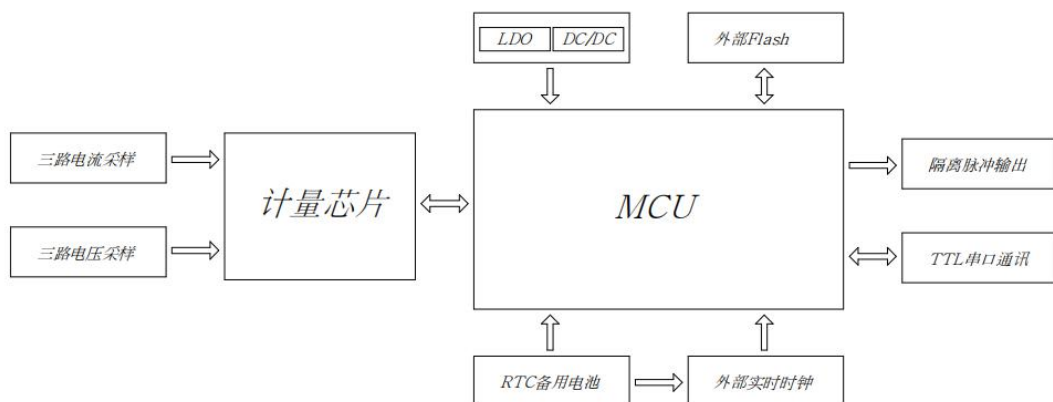 LDO DC/DC
外部Flash
三路电流采样
计量芯片
MCU
隔离脉冲输出
三路电压采样
TTL串口通讯
RTC备用电池
外部实时时钟